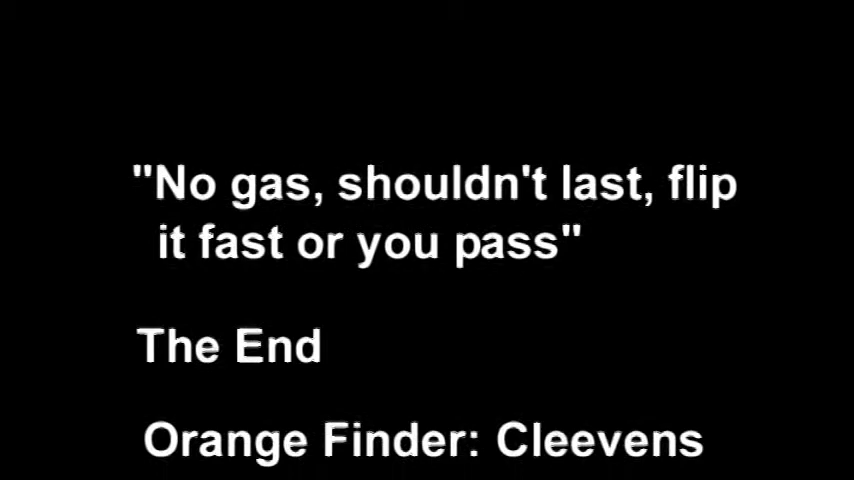 "No gas, shouldn't last, flip
it fast or you pass"
The End
Orange Finder: Cleevens